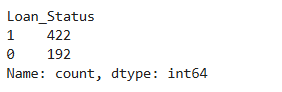 Loan_Status
1    422
0    192
Name: count, dtype: int64